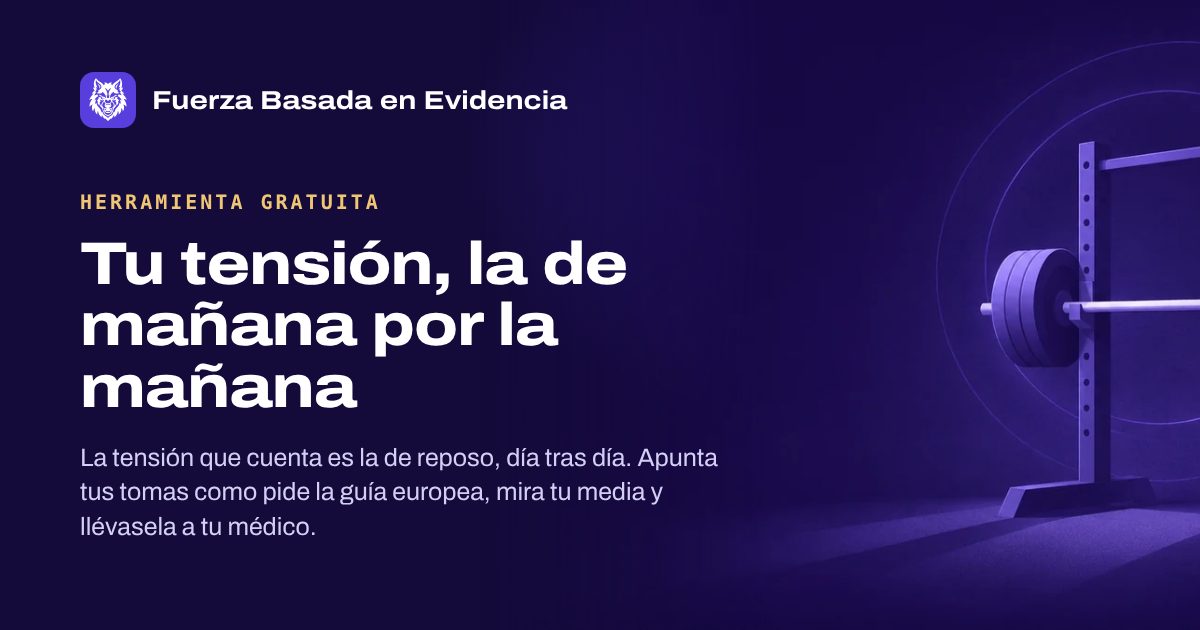 Fuerza Basada en Evidencia
HERRAMIENTA GRATUITA
Tu tensión, la de
mañana por la
mañana
La tensión que cuenta es la de reposo, día tras día. Apunta
tus tomas como pide la guía europea, mira tu media y
llévasela a tu médico.